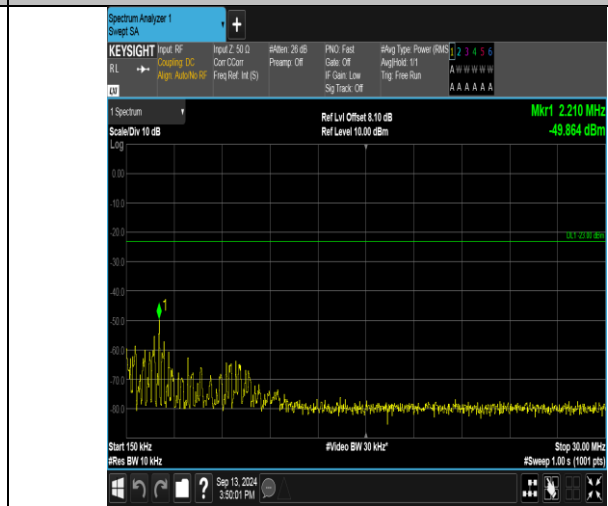 Spectrum Analyzer 1
Swept SA
+
KEYSIGHT Input: RF Input Z: 50 Ω #Atten: 26 dB PNO: Fast #Avg Type: Power (RMS 1 2 3 4 5 6
RL Coupling: DC Corr CCorr Preamp: Off Gate: Off Avg|Hold: 1/1 A W W W W W
Align: Auto/No RF Freq Ref: Int (S) IF Gain: Low Trig: Free Run
LXI Sig Track: Off A A A A A A
1 Spectrum Ref Lvl Offset 8.10 dB Mkr1 2.210 MHz
Scale/Div 10 dB Ref Level 10.00 dBm -49.864 dBm
Log
0.00
-10.0
-20.0
DL1 -23.00 dBm
-30.0
-40.0
1
-50.0
-60.0
-70.0
-80.0
Start 150 kHz #Video BW 30 kHz* Stop 30.00 MHz
#Res BW 10 kHz #Sweep 1.00 s (1001 pts)
? Sep 13, 2024
3:50:01 PM